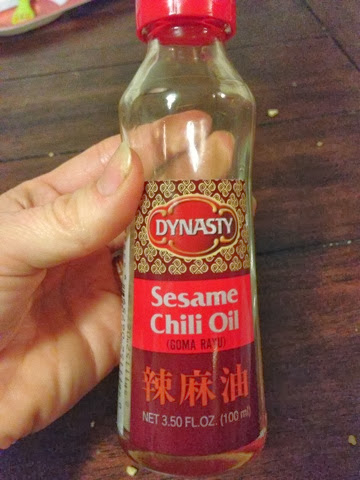 DYNASTY
Sesame
Chili Oil
(GOMA RAYU)
辣麻油
NET 3.50 FL.OZ. (100 ml)